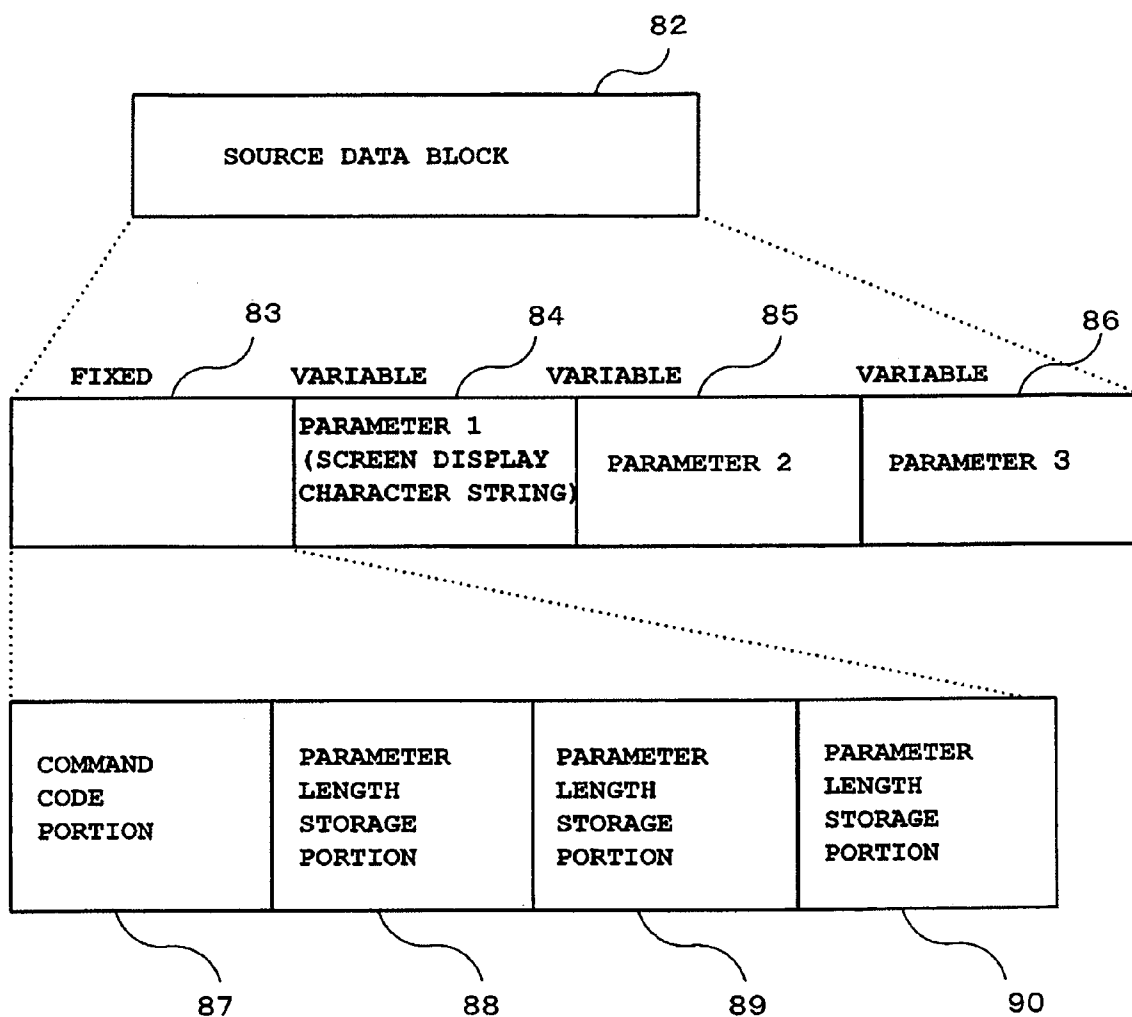 82
SOURCE DATA BLOCK
83
84
85
86
FIXED
VARIABLE
VARIABLE
VARIABLE
PARAMETER 1
(SCREEN DISPLAY
CHARACTER STRING)
PARAMETER 2
PARAMETER 3
COMMAND
CODE
PORTION
PARAMETER
LENGTH
STORAGE
PORTION
PARAMETER
LENGTH
STORAGE
PORTION
PARAMETER
LENGTH
STORAGE
PORTION
87
88
89
90